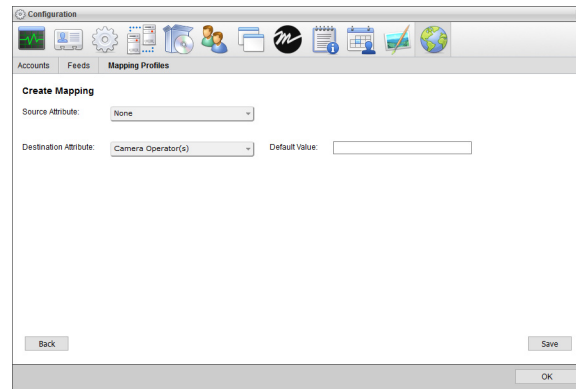 Configuration
Accounts Feeds Mapping Profiles
Create Mapping
Source Attribute: None
Destination Attribute: Camera Operator(s) Default Value:
Back Save
OK